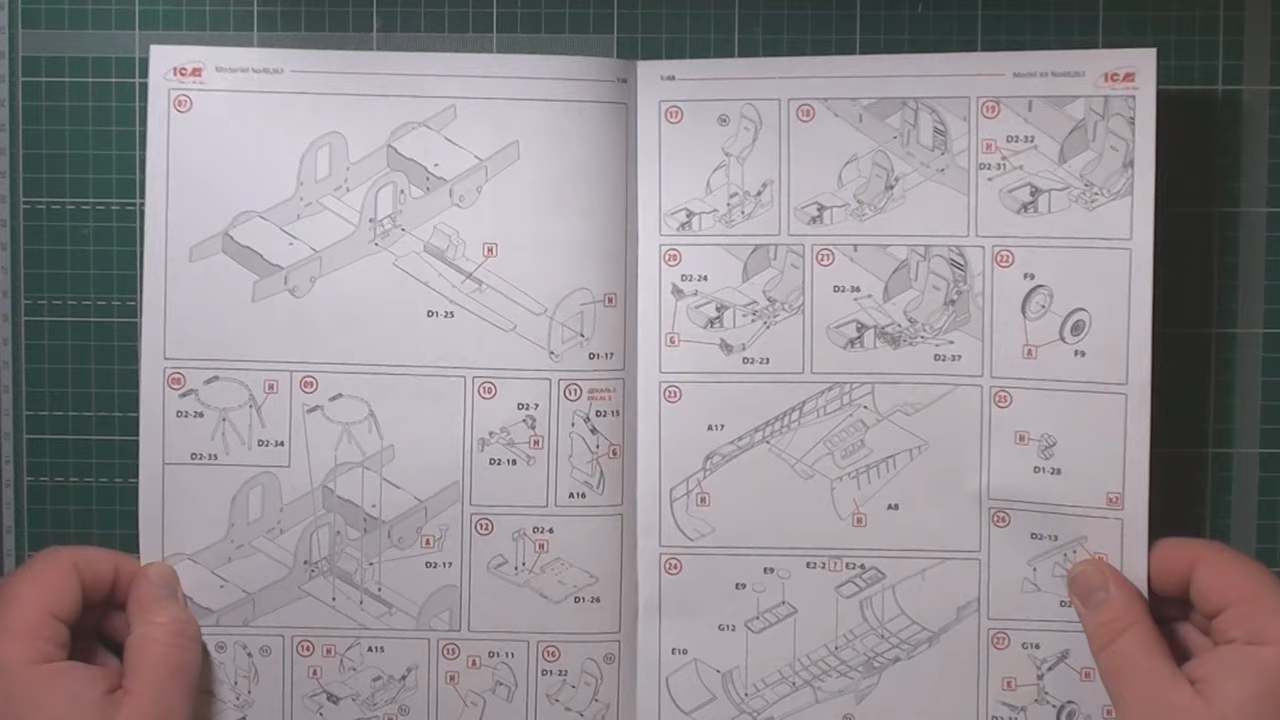 ICM
Model kit No48263
1:48
07
H
H
D1-25
D1-17
08
H
D2-26
D2-34
D2-35
09
A
D2-17
10
D2-7
H
D2-18
11
DECAL 3
D2-15
G
A16
12
D2-6
H
D1-26
14
H
A15
A
15
D1-11
A
H
16
D1-22
1:48
Model kit No48263
ICM
17
16
18
19
D2-32
H
D2-31
20
D2-24
G
D2-23
21
D2-36
D2-37
22
F9
A
F9
23
A17
H
A8
H
24
E2-2 ? E2-6
E9
E9
G12
E10
25
H
D1-28
x2
26
D2-13
H
27
G16
H
H
K
H